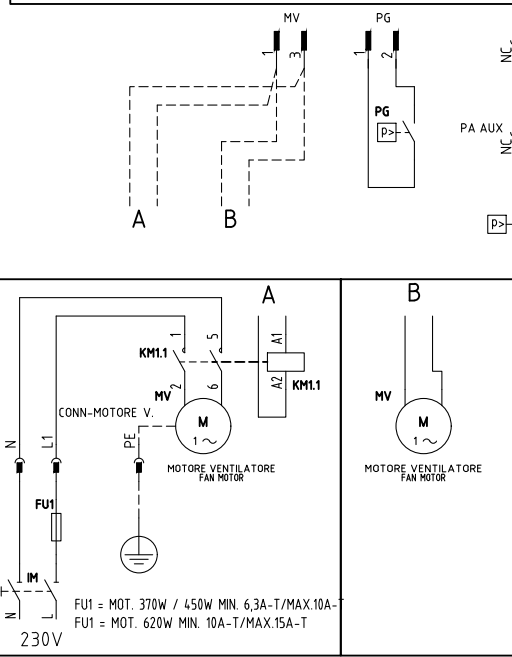 MV
PG
1
3
1
2
NC
PG
P>
PA AUX
NC
A
B
P>
A
B
1
5
A1
KM1.1
2
6
A2
KM1.1
MV
MV
CONN-MOTORE V.
M
1 ~
M
1 ~
N
L1
PE
MOTORE VENTILATORE
FAN MOTOR
MOTORE VENTILATORE
FAN MOTOR
FU1
IM
N
L
FU1 = MOT. 370W / 450W MIN. 6,3A-T/MAX.10A-T
FU1 = MOT. 620W MIN. 10A-T/MAX.15A-T
230V